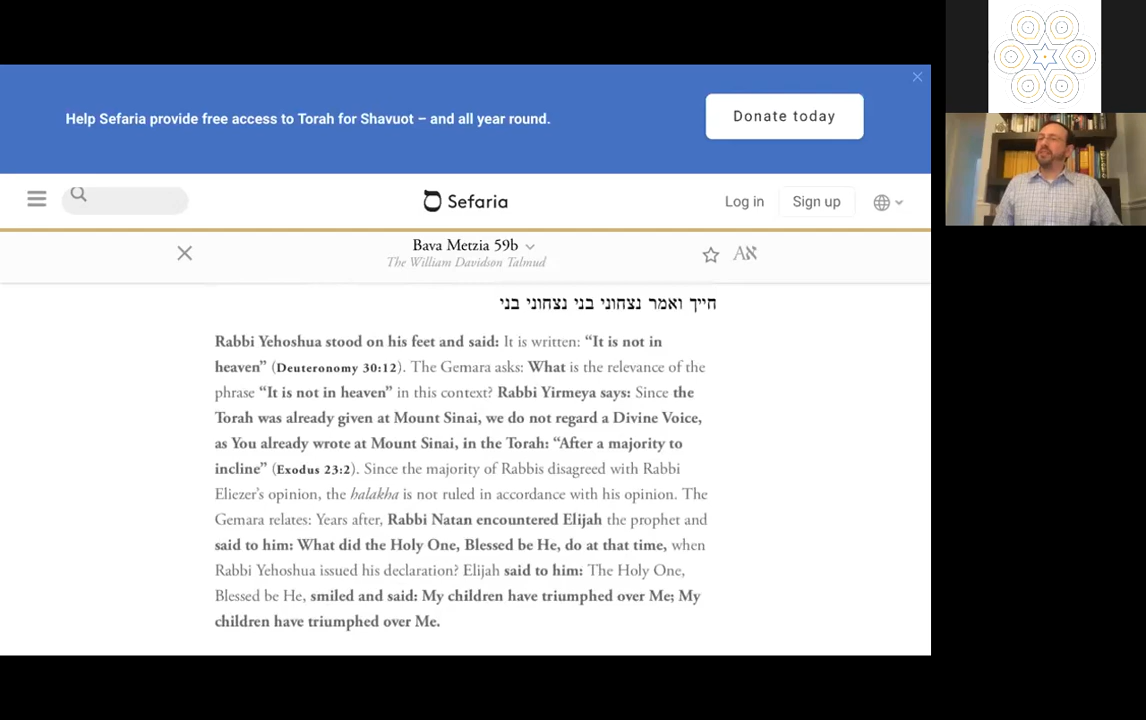 Help Sefaria provide free access to Torah for Shavuot – and all year round.
Donate today
Sefaria
Log in
Sign up
Bava Metzia 59b
The William Davidson Talmud
חייך ואמר נצחוני בני נצחוני בני
Rabbi Yehoshua stood on his feet and said: It is written: “It is not in
heaven” (Deuteronomy 30:12). The Gemara asks: What is the relevance of the
phrase “It is not in heaven” in this context? Rabbi Yirmeya says: Since the
Torah was already given at Mount Sinai, we do not regard a Divine Voice,
as You already wrote at Mount Sinai, in the Torah: “After a majority to
incline” (Exodus 23:2). Since the majority of Rabbis disagreed with Rabbi
Eliezer’s opinion, the halakha is not ruled in accordance with his opinion. The
Gemara relates: Years after, Rabbi Natan encountered Elijah the prophet and
said to him: What did the Holy One, Blessed be He, do at that time, when
Rabbi Yehoshua issued his declaration? Elijah said to him: The Holy One,
Blessed be He, smiled and said: My children have triumphed over Me; My
children have triumphed over Me.